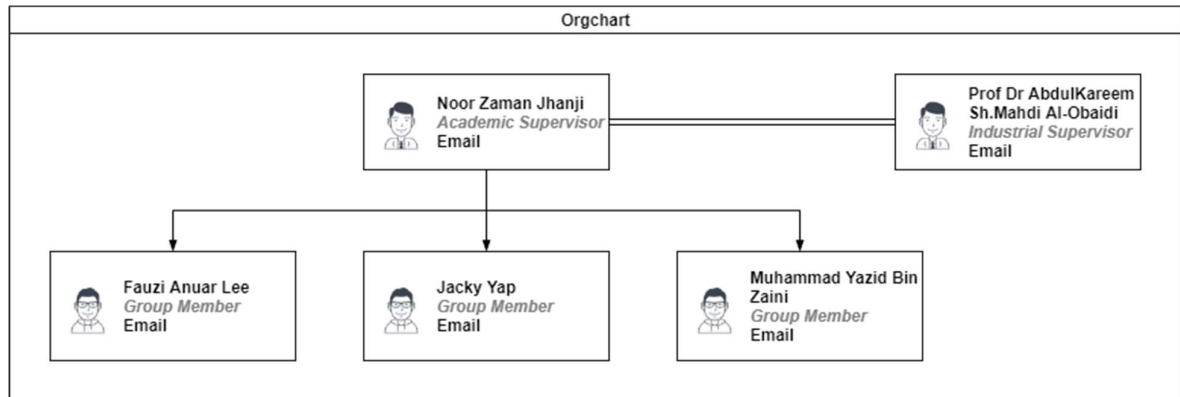 Orgchart
Noor Zaman Jhanji
Academic Supervisor
Email
Prof Dr AbdulKareem
Sh.Mahdi Al-Obaidi
Industrial Supervisor
Email
Fauzi Anuar Lee
Group Member
Email
Jacky Yap
Group Member
Email
Muhammad Yazid Bin
Zaini
Group Member
Email